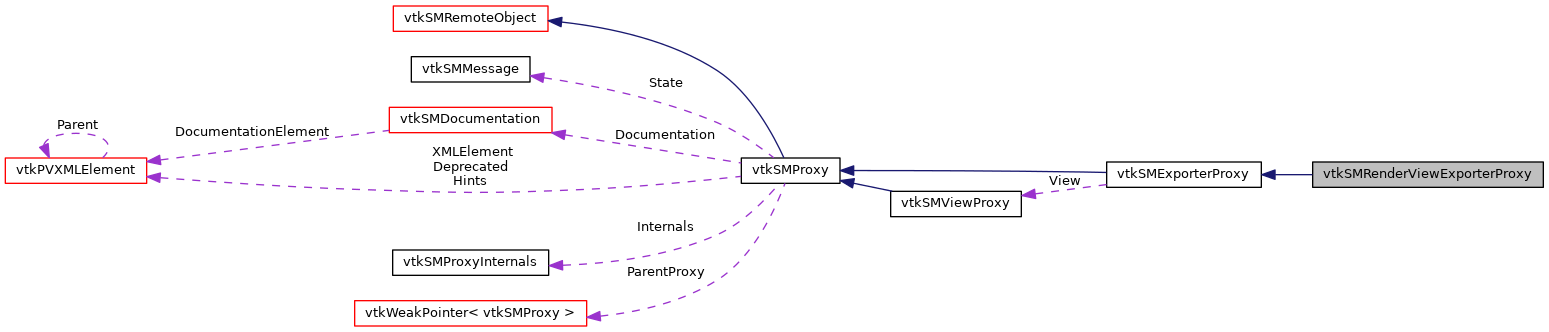 vtkSMRemoteObject
vtkSMMessage
State
vtkSMDocumentation
Parent
DocumentationElement
Documentation
XMLElement
Deprecated
Hints
vtkPVXMLElement
vtkSMProxy
vtkSMExporterProxy
vtkSMRenderViewExporterProxy
View
vtkSMViewProxy
Internals
vtkSMProxyInternals
ParentProxy
vtkWeakPointer< vtkSMProxy >